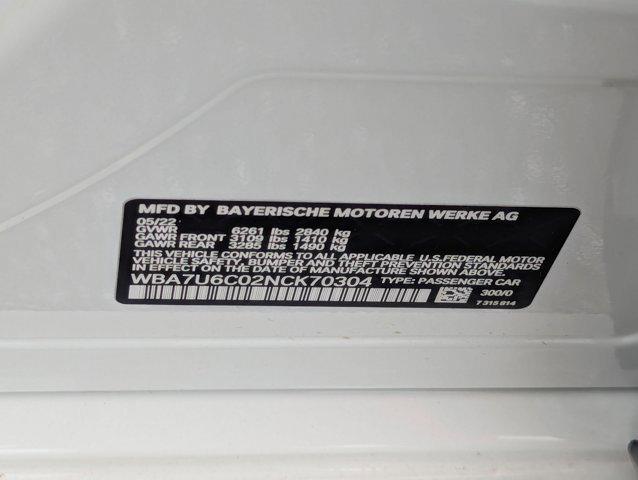 MFD BY BAYERISCHE MOTOREN WERKE AG
05/22
GVWR 6261 lbs 2840 kg
GAWR FRONT 3109 lbs 1410 kg
GAWR REAR 3285 lbs 1490 kg
THIS VEHICLE CONFORMS TO ALL APPLICABLE U.S. FEDERAL MOTOR
VEHICLE SAFETY, BUMPER AND THEFT PREVENTION STANDARDS
IN EFFECT ON THE DATE OF MANUFACTURE SHOWN ABOVE.
WBA7U6C02NCK70304 TYPE: PASSENGER CAR
300/0
7 315 814